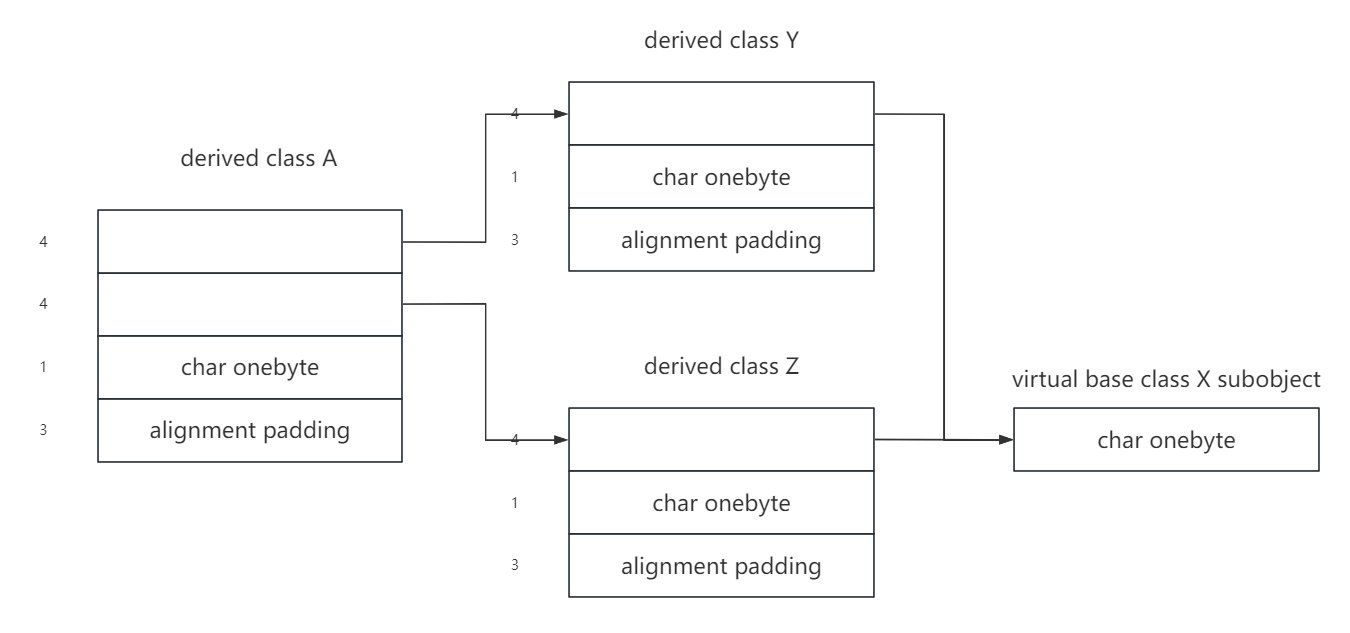 derived class Y
4
1
char onebyte
3
alignment padding
derived class A
4
4
1
char onebyte
3
alignment padding
derived class Z
4
1
char onebyte
3
alignment padding
virtual base class X subobject
char onebyte